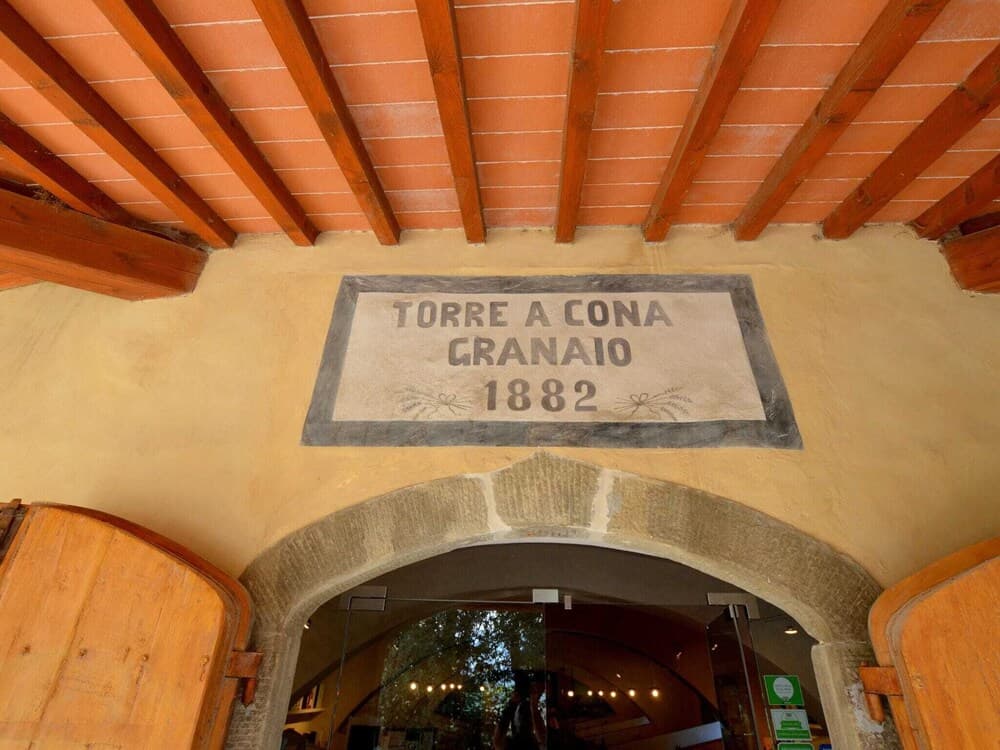 TORRE A CONA
GRANAIO
1882